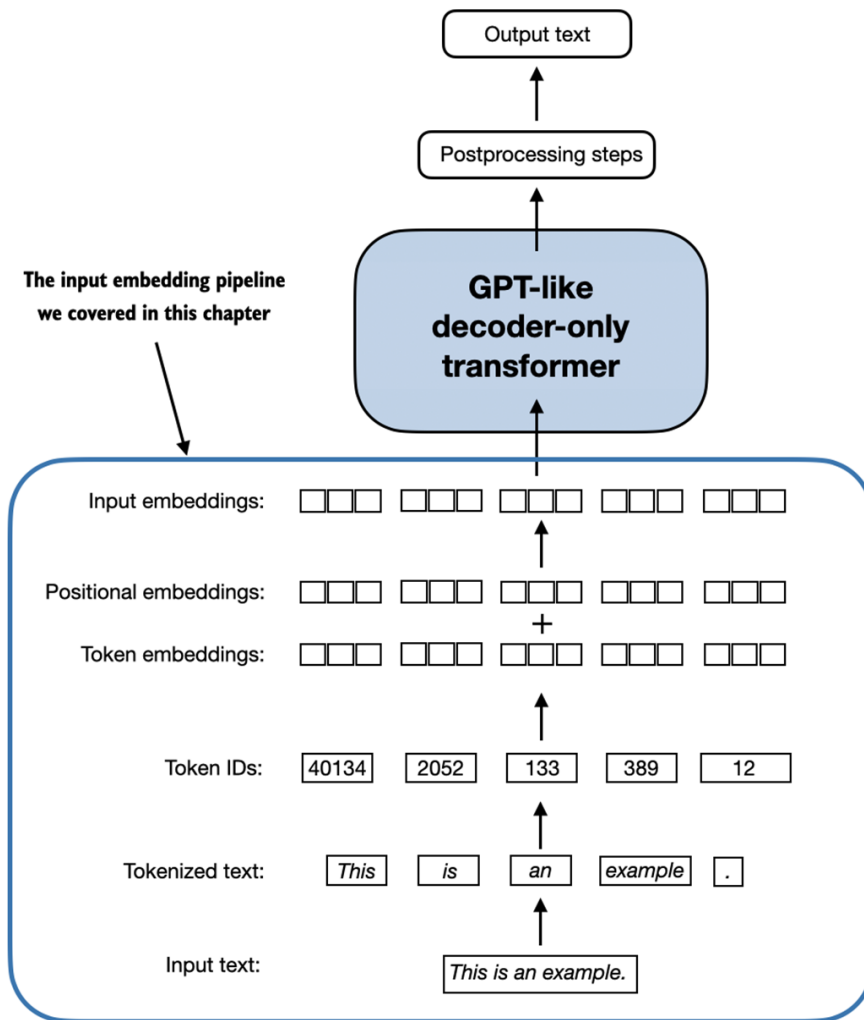 Output text
Postprocessing steps
The input embedding pipeline
we covered in this chapter
GPT-like
decoder-only
transformer
Input embeddings:
Positional embeddings:
+
Token embeddings:
Token IDs: 40134 2052 133 389 12
Tokenized text: This is an example .
Input text: This is an example.